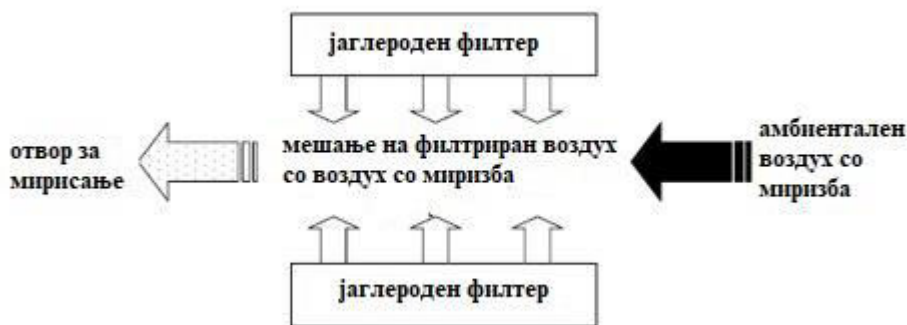 јаглероден филтер
отвор за
мирисање
мешање на филтриран воздух
со воздух со миризба
амбиентален
воздух со
миризба
јаглероден филтер